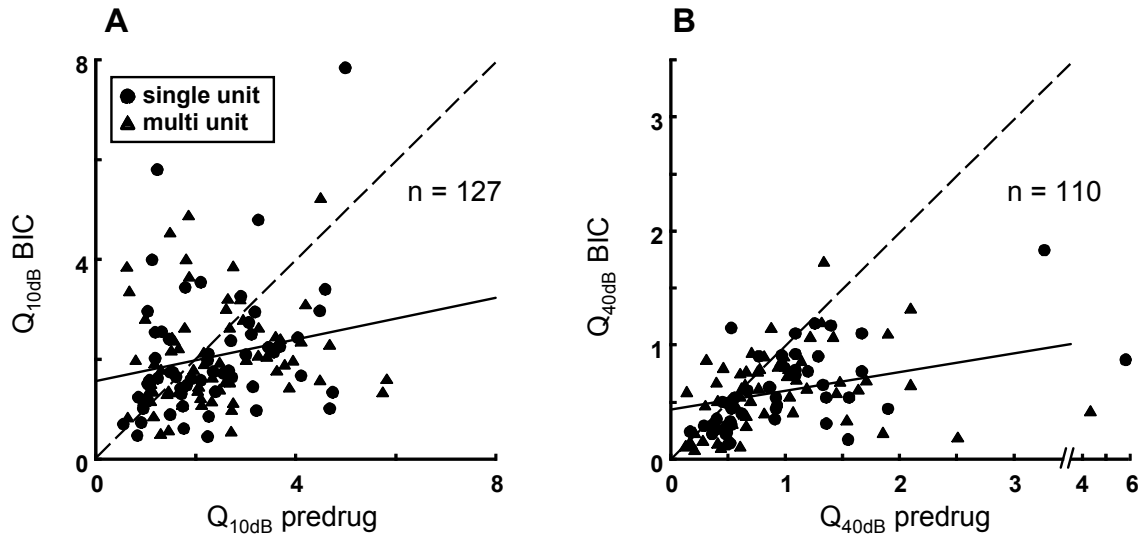 A
8
4
0
single unit
multi unit
n = 127
Q10dB BIC
0 4 8
Q10dB predrug
B
3
2
1
0
n = 110
Q40dB BIC
0 1 2 3 4 6
Q40dB predrug